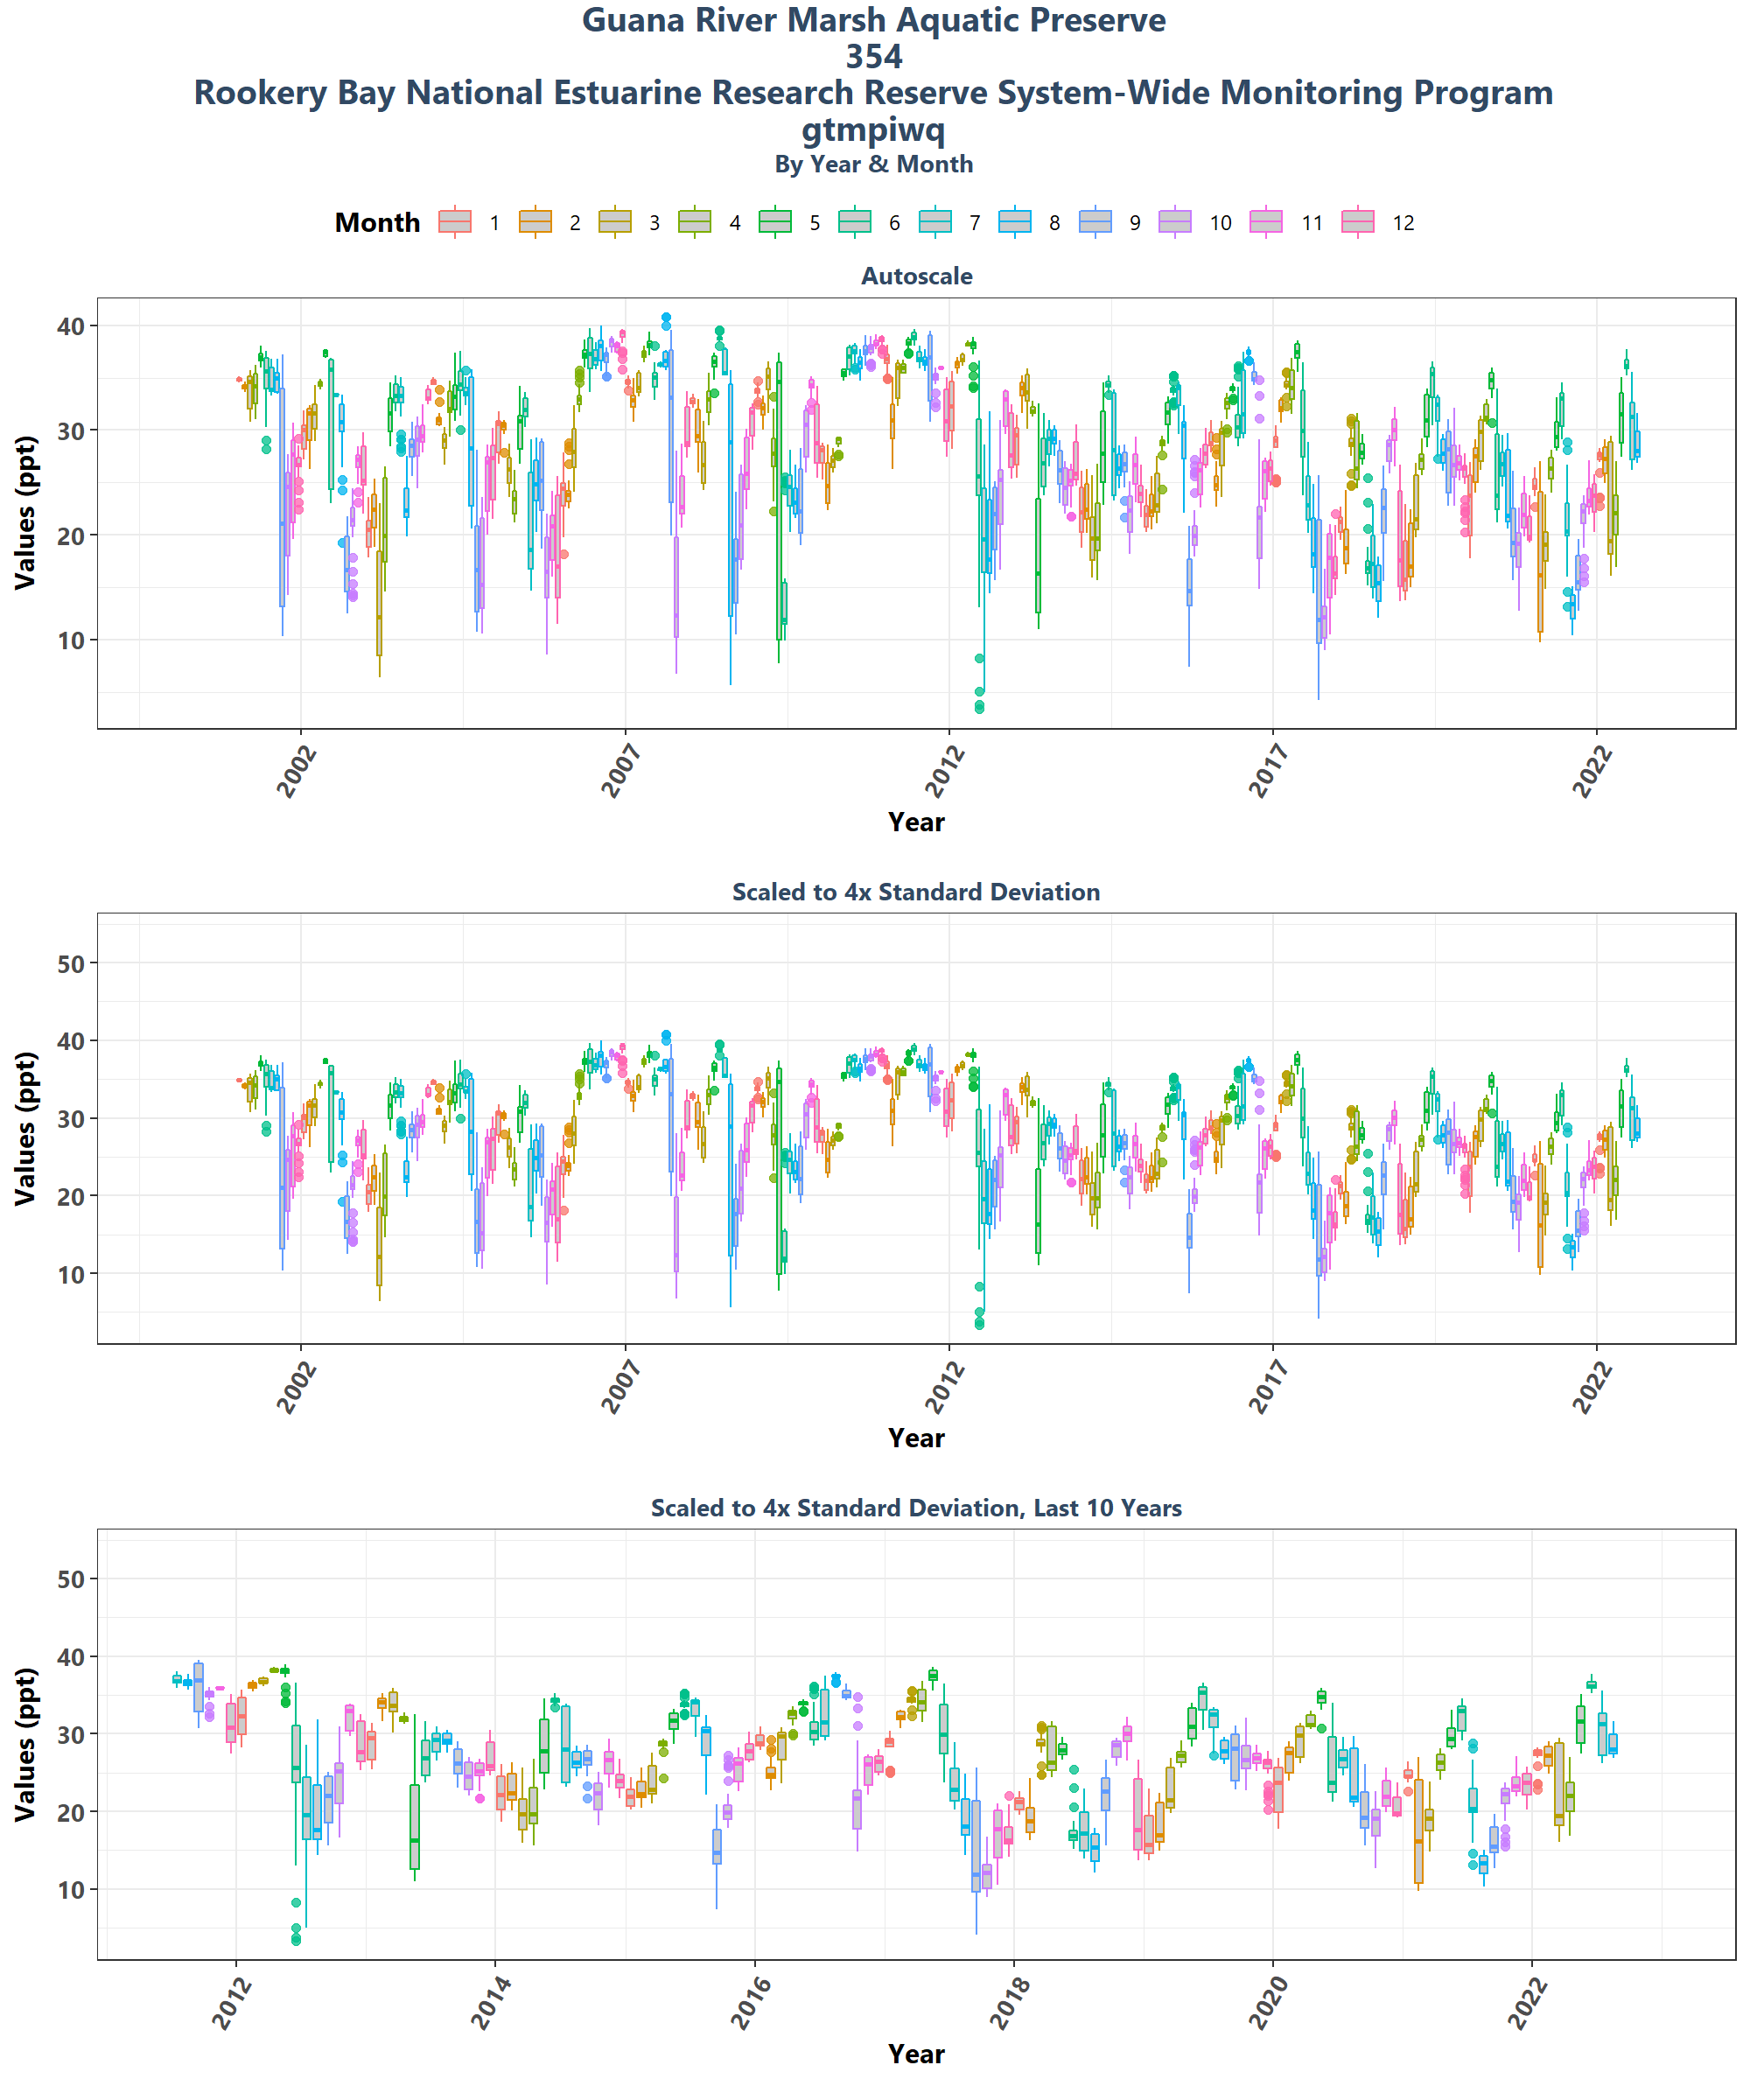 Guana River Marsh Aquatic Preserve
354
Rookery Bay National Estuarine Research Reserve System-Wide Monitoring Program
gtmpiwq
By Year & Month
Month 1 2 3 4 5 6 7 8 9 10 11 12
Autoscale
Values (ppt)
40
30
20
10
2002 2007 2012 2017 2022
Year
Scaled to 4x Standard Deviation
Values (ppt)
50
40
30
20
10
2002 2007 2012 2017 2022
Year
Scaled to 4x Standard Deviation, Last 10 Years
Values (ppt)
50
40
30
20
10
2012 2014 2016 2018 2020 2022
Year